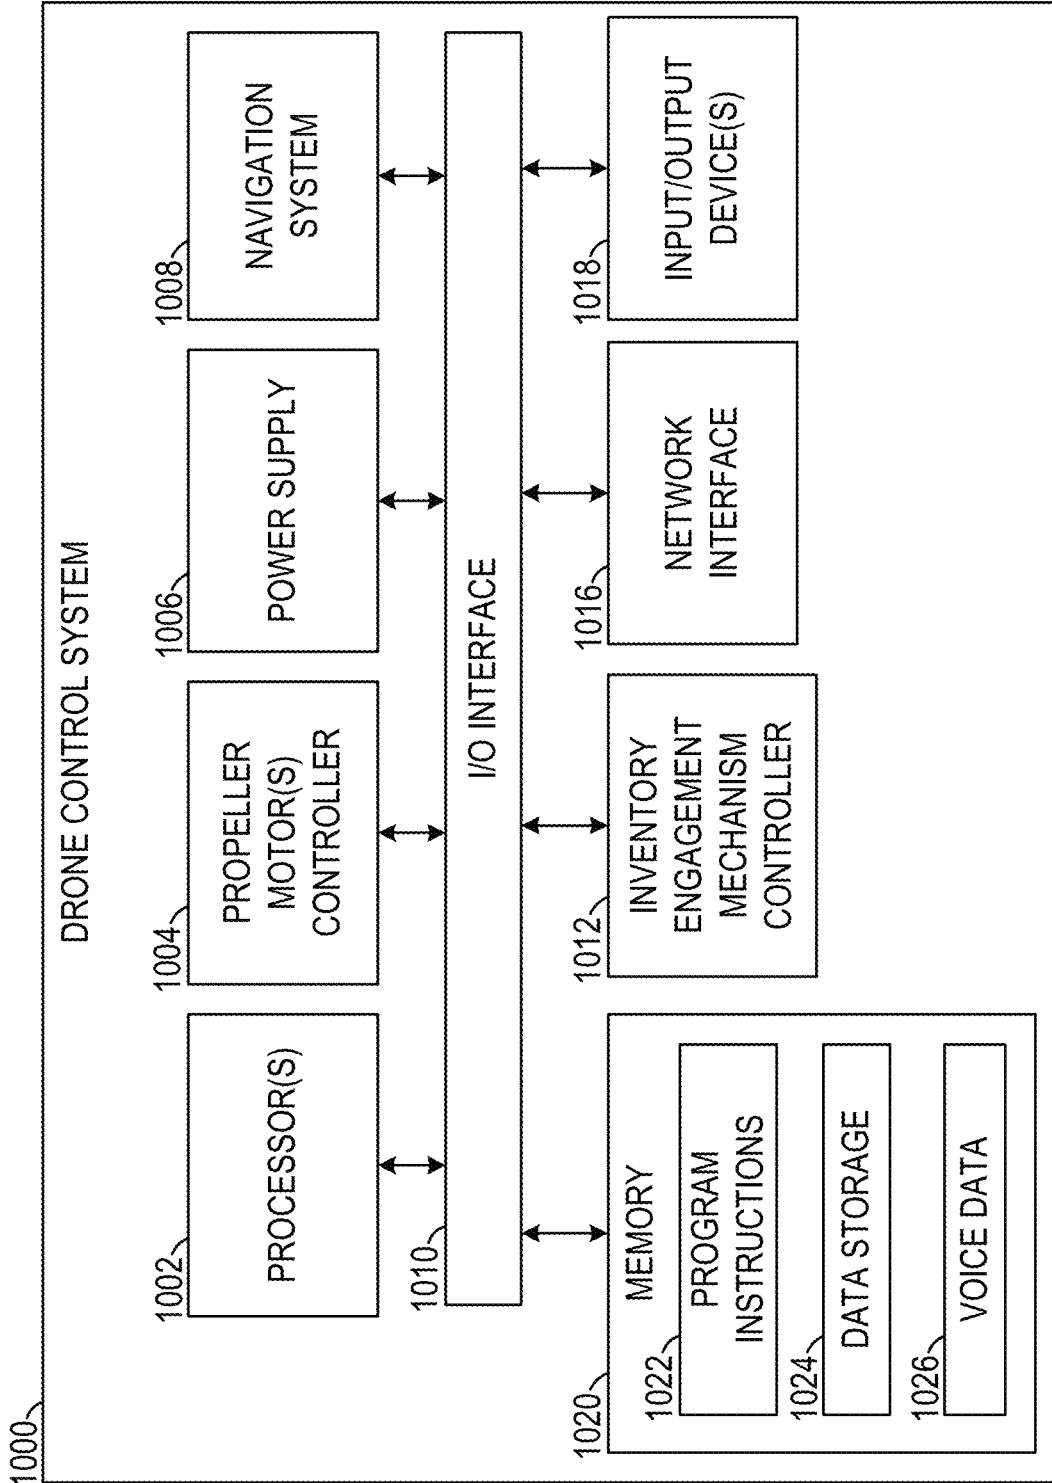 1000
DRONE CONTROL SYSTEM
1002
PROCESSOR(S)
1004
PROPELLER
MOTOR(S)
CONTROLLER
1006
POWER SUPPLY
1008
NAVIGATION
SYSTEM
1010
I/O INTERFACE
1020
MEMORY
1022
PROGRAM
INSTRUCTIONS
1024
DATA STORAGE
1026
VOICE DATA
1012
INVENTORY
ENGAGEMENT
MECHANISM
CONTROLLER
1016
NETWORK
INTERFACE
1018
INPUT/OUTPUT
DEVICE(S)